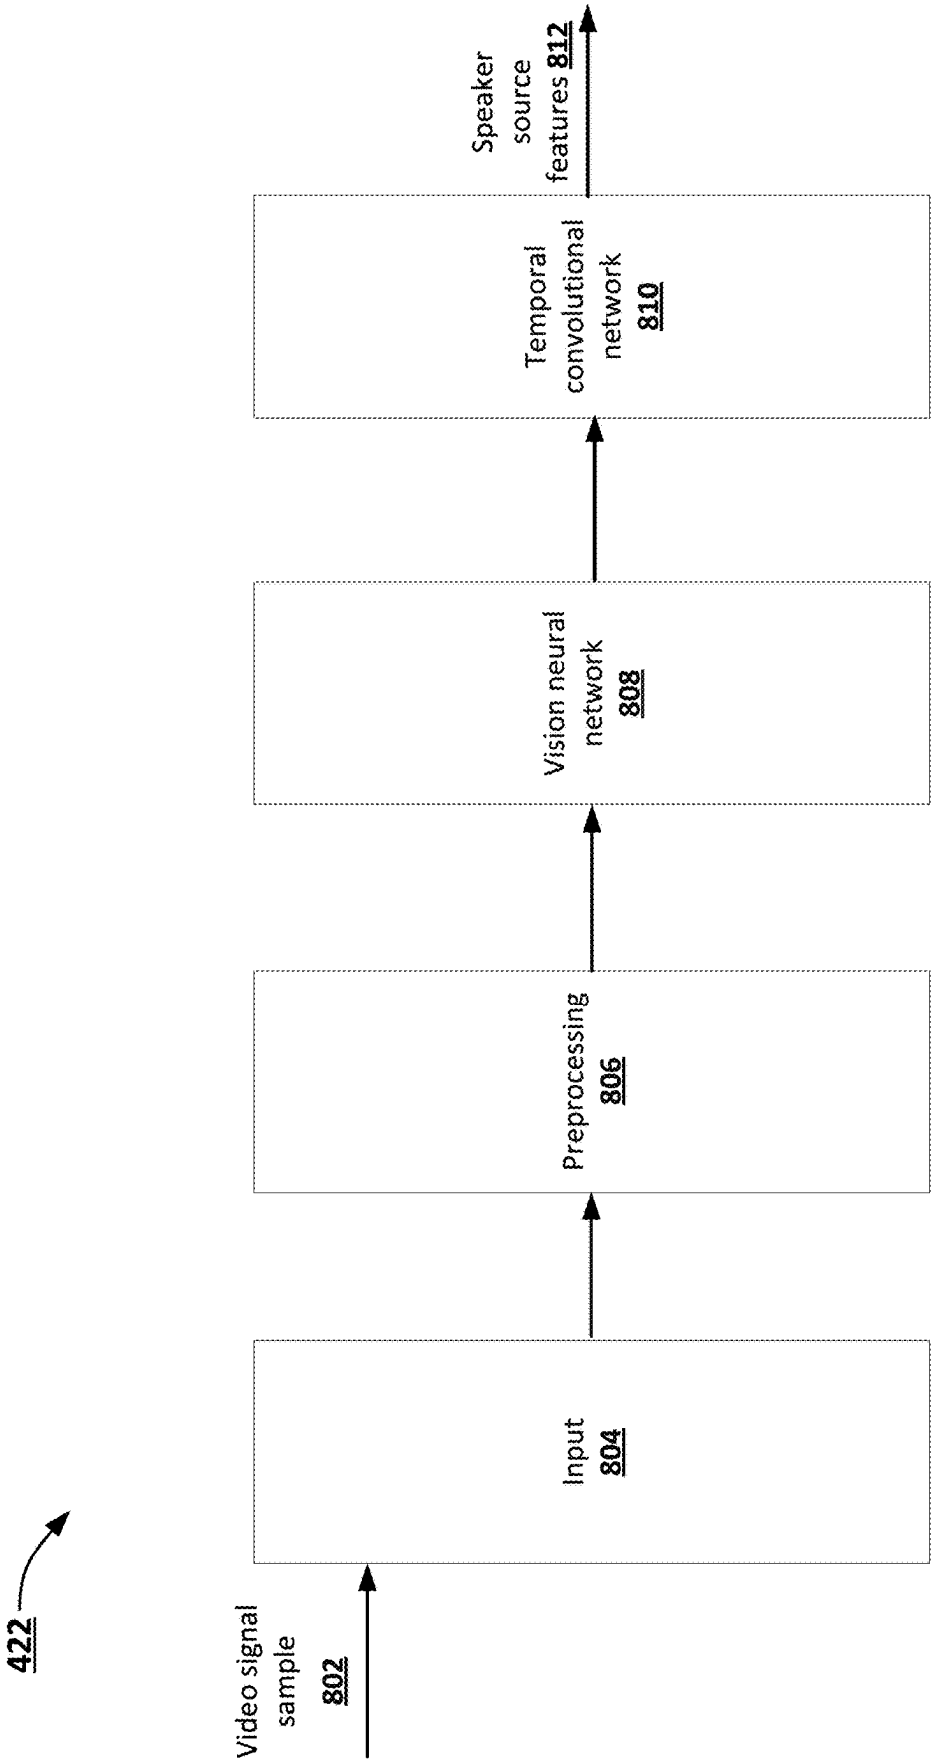 422
Video signal
sample
802
Input
804
Preprocessing
806
Vision neural
network
808
Temporal
convolutional
network
810
Speaker
source
features 812